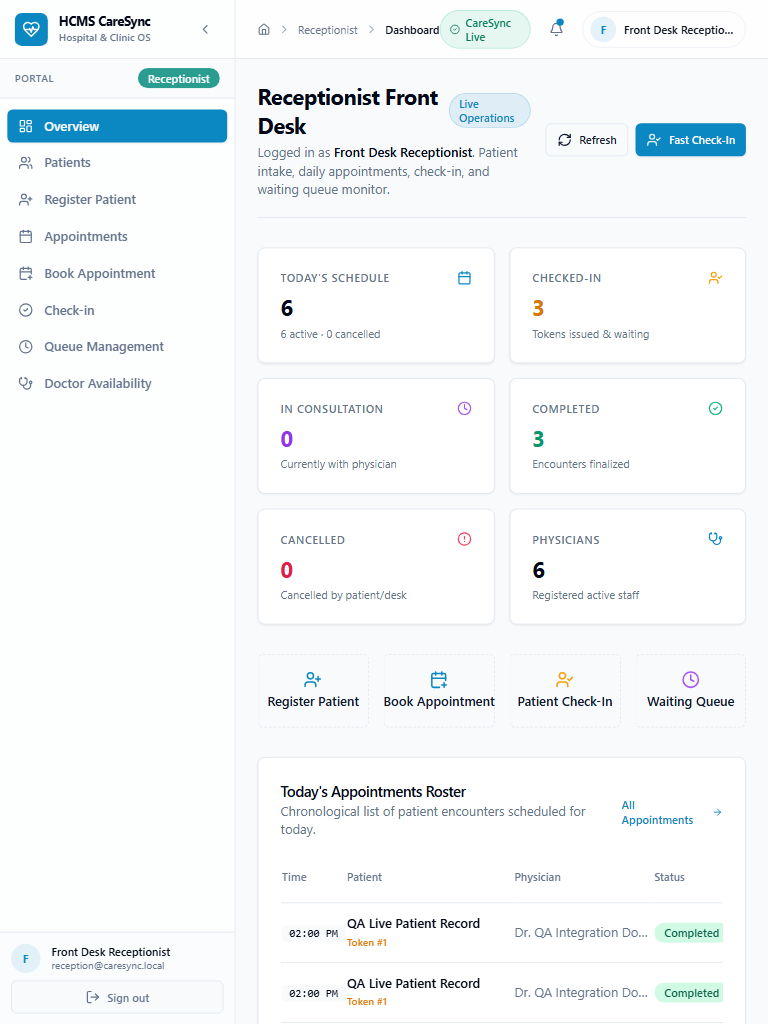 HCMS CareSync
Hospital & Clinic OS
PORTAL
Receptionist
Overview
Patients
Register Patient
Appointments
Book Appointment
Check-in
Queue Management
Doctor Availability
F
Front Desk Receptionist
reception@caresync.local
Sign out
Receptionist
Dashboard
CareSync
Live
F
Front Desk Receptio...
Receptionist Front
Desk
Live
Operations
Logged in as Front Desk Receptionist. Patient
intake, daily appointments, check-in, and
waiting queue monitor.
Refresh
Fast Check-In
TODAY'S SCHEDULE
6
6 active · 0 cancelled
CHECKED-IN
3
Tokens issued & waiting
IN CONSULTATION
0
Currently with physician
COMPLETED
3
Encounters finalized
CANCELLED
0
Cancelled by patient/desk
PHYSICIANS
6
Registered active staff
Register Patient
Book Appointment
Patient Check-In
Waiting Queue
Today's Appointments Roster
Chronological list of patient encounters scheduled for
today.
All
Appointments
Time Patient Physician Status
02:00 PM QA Live Patient Record Dr. QA Integration Do... Completed
Token #1
02:00 PM QA Live Patient Record Dr. QA Integration Do... Completed
Token #1